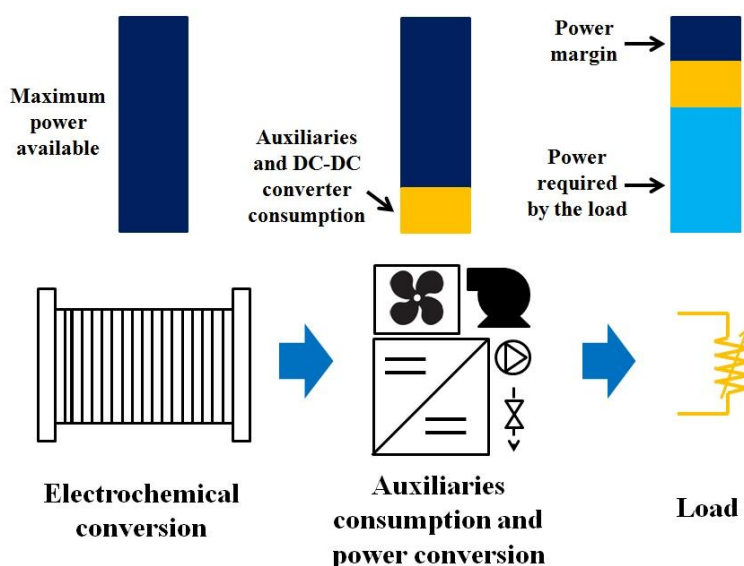 Maximum
power
available
Auxiliaries
and DC-DC
converter
consumption
Power
margin
Power
required
by the load
Electrochemical
conversion
Auxiliaries
consumption and
power conversion
Load